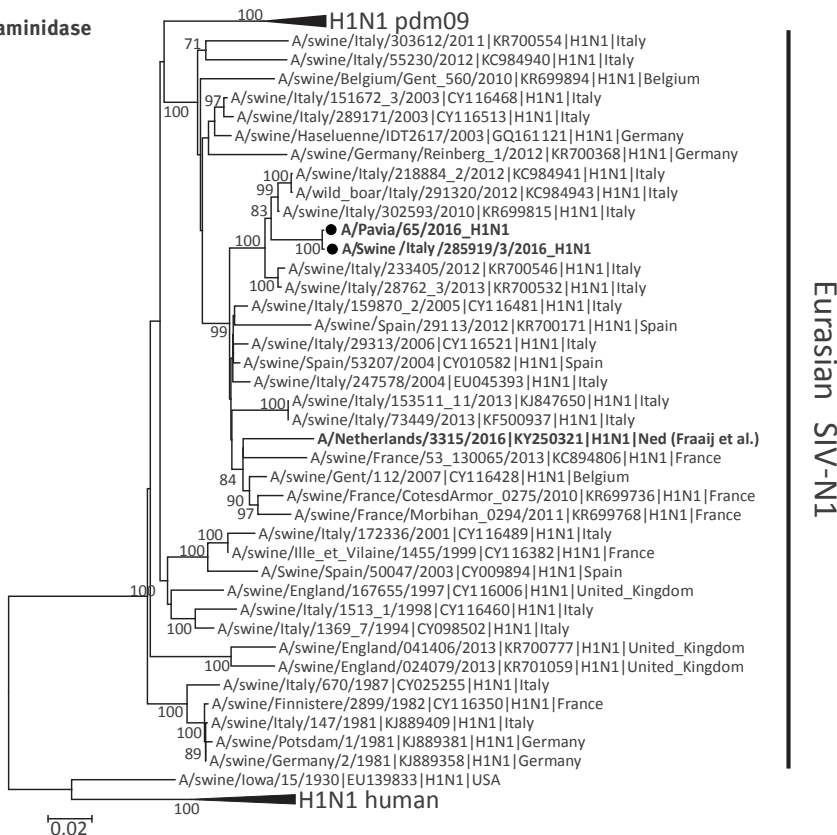 aminidase
100
H1N1 pdm09
71
A/swine/Italy/303612/2011|KR700554|H1N1|Italy
A/swine/Italy/55230/2012|KC984940|H1N1|Italy
A/swine/Belgium/Gent_560/2010|KR699894|H1N1|Belgium
100
97
A/swine/Italy/151672_3/2003|CY116468|H1N1|Italy
A/swine/Italy/289171/2003|CY116513|H1N1|Italy
A/swine/Haseluenne/IDT2617/2003|GQ161121|H1N1|Germany
A/swine/Germany/Reinberg_1/2012|KR700368|H1N1|Germany
100
A/swine/Italy/218884_2/2012|KC984941|H1N1|Italy
99
A/wild_boar/Italy/291320/2012|KC984943|H1N1|Italy
83
A/swine/Italy/302593/2010|KR699815|H1N1|Italy
A/Pavia/65/2016_H1N1
100
100
A/Swine/Italy/285919/3/2016_H1N1
A/swine/Italy/233405/2012|KR700546|H1N1|Italy
100
A/swine/Italy/28762_3/2013|KR700532|H1N1|Italy
A/swine/Italy/159870_2/2005|CY116481|H1N1|Italy
99
A/swine/Spain/29113/2012|KR700171|H1N1|Spain
A/swine/Italy/29313/2006|CY116521|H1N1|Italy
A/swine/Spain/53207/2004|CY010582|H1N1|Spain
A/swine/Italy/247578/2004|EU045393|H1N1|Italy
100
A/swine/Italy/153511_11/2013|KJ847650|H1N1|Italy
A/swine/Italy/73449/2013|KF500937|H1N1|Italy
A/Netherlands/3315/2016|KY250321|H1N1|Ned (Fraaij et al.)
A/swine/France/53_130065/2013|KC894806|H1N1|France
84
A/swine/Gent/112/2007|CY116428|H1N1|Belgium
90
A/swine/France/CotesdArmor_0275/2010|KR699736|H1N1|France
97
A/swine/France/Morbihan_0294/2011|KR699768|H1N1|France
100
A/swine/Italy/172336/2001|CY116489|H1N1|Italy
100
A/swine/Ille_et_Vilaine/1455/1999|CY116382|H1N1|France
A/Swine/Spain/50047/2003|CY009894|H1N1|Spain
100
A/swine/England/167655/1997|CY116006|H1N1|United_Kingdom
A/swine/Italy/1513_1/1998|CY116460|H1N1|Italy
100
A/swine/Italy/1369_7/1994|CY098502|H1N1|Italy
A/swine/England/041406/2013|KR700777|H1N1|United_Kingdom
100
A/swine/England/024079/2013|KR701059|H1N1|United_Kingdom
A/swine/Italy/670/1987|CY025255|H1N1|Italy
100
A/swine/Finnistere/2899/1982|CY116350|H1N1|France
100
A/swine/Italy/147/1981|KJ889409|H1N1|Italy
A/swine/Potsdam/1/1981|KJ889381|H1N1|Germany
89
A/swine/Germany/2/1981|KJ889358|H1N1|Germany
A/swine/Iowa/15/1930|EU139833|H1N1|USA
100
H1N1 human
0.02
Eurasian SIV-N1